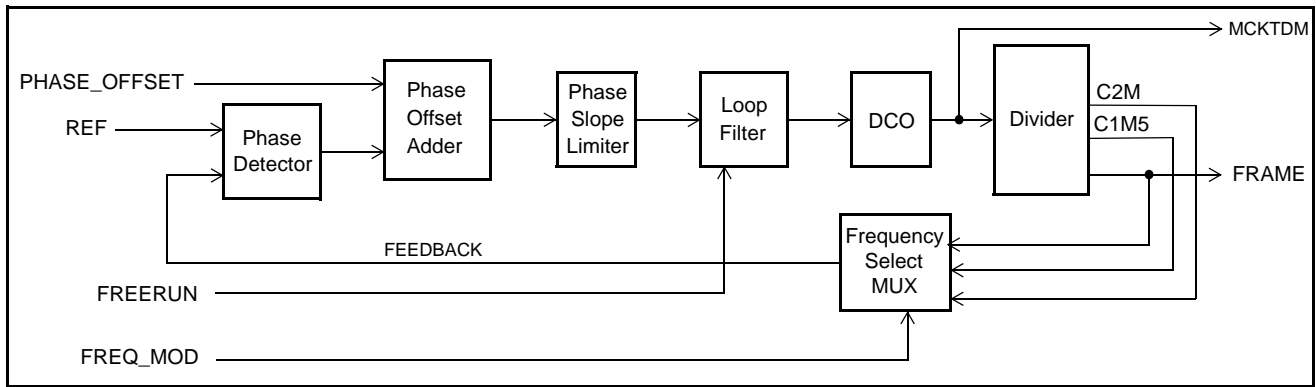 MCKTDM
PHASE_OFFSET
REF
Phase
Detector
Phase
Offset
Adder
Phase
Slope
Limiter
Loop
Filter
DCO
Divider
C2M
C1M5
FRAME
FEEDBACK
Frequency
Select
MUX
FREERUN
FREQ_MOD